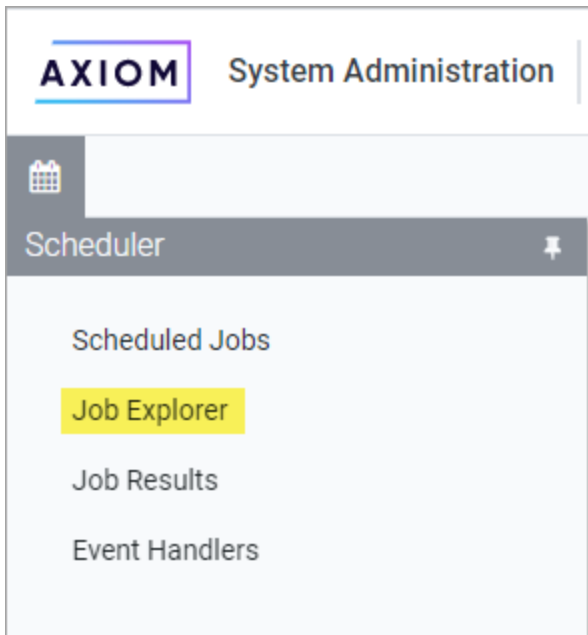 AXIOM System Administration
Scheduler
Scheduled Jobs
Job Explorer
Job Results
Event Handlers